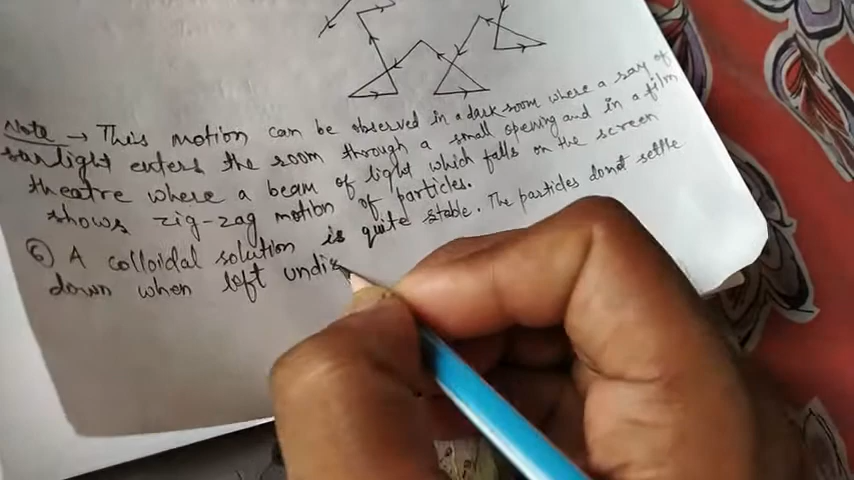 Note → This motion can be observed in a dark room where a ray of
sunlight enters the room through a small opening and in a film
theatre where a beam of light which falls on the screen
shows zig-zag motion of particles.
⑥ A colloidal solution is quite stable. The particles donot settle
down when left undis